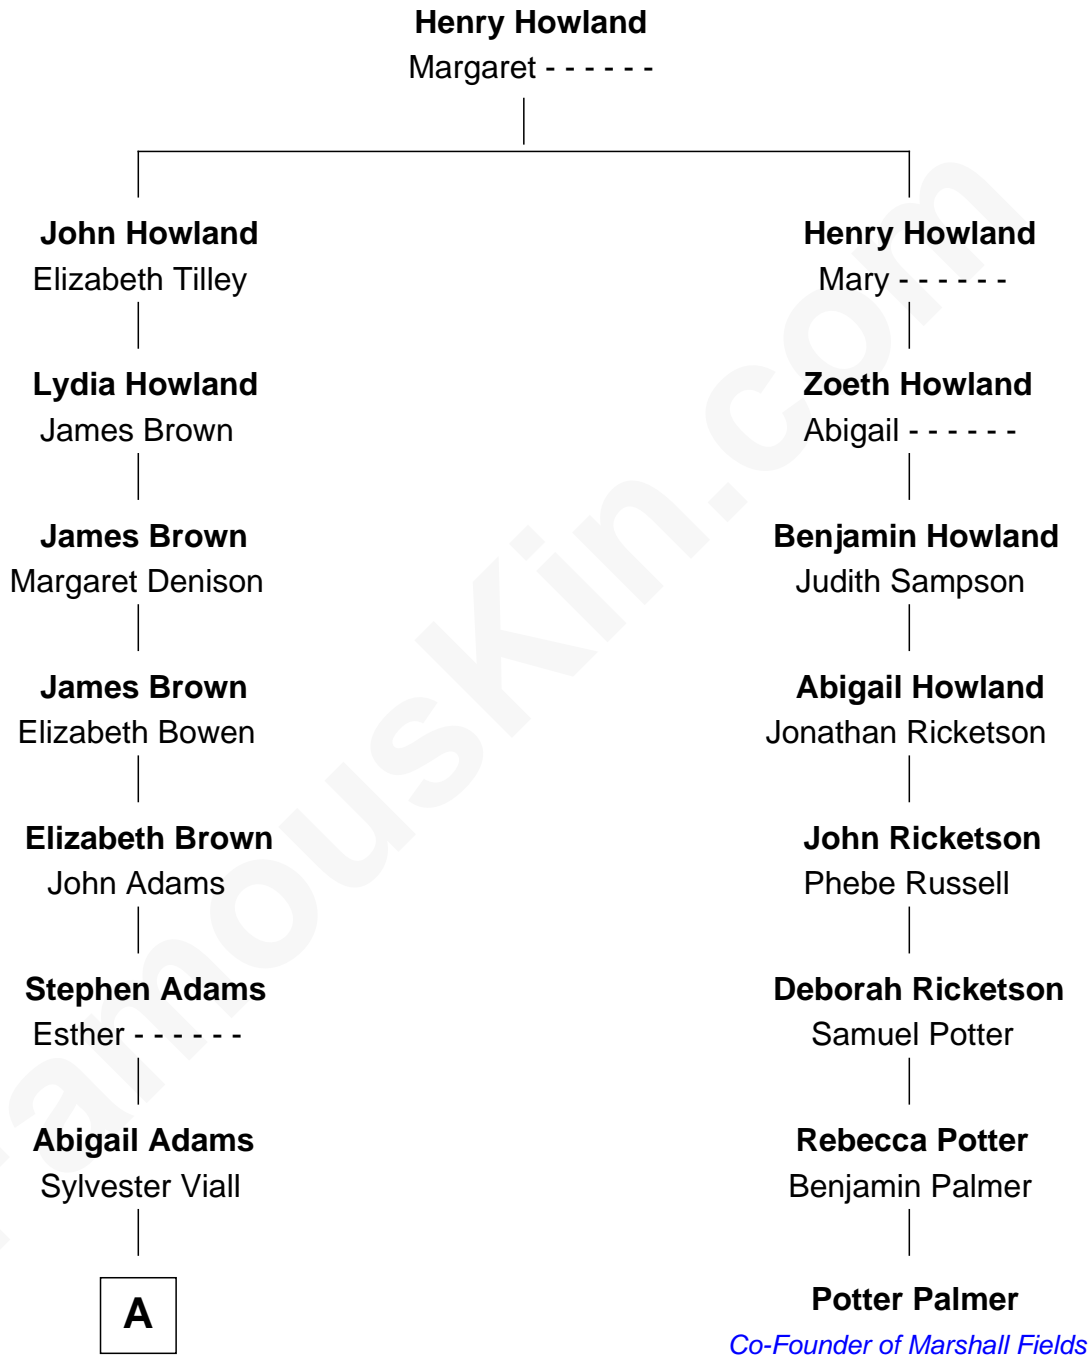 Henry Howland
Margaret - - - - - -
John Howland
Elizabeth Tilley
Henry Howland
Mary - - - - - -
Lydia Howland
James Brown
Zoeth Howland
Abigail - - - - - -
James Brown
Margaret Denison
Benjamin Howland
Judith Sampson
James Brown
Elizabeth Bowen
Abigail Howland
Jonathan Ricketson
Elizabeth Brown
John Adams
John Ricketson
Phebe Russell
Stephen Adams
Esther - - - - - -
Deborah Ricketson
Samuel Potter
Abigail Adams
Sylvester Viall
Rebecca Potter
Benjamin Palmer
A
Potter Palmer
Co-Founder of Marshall Fields
FamousKin.com